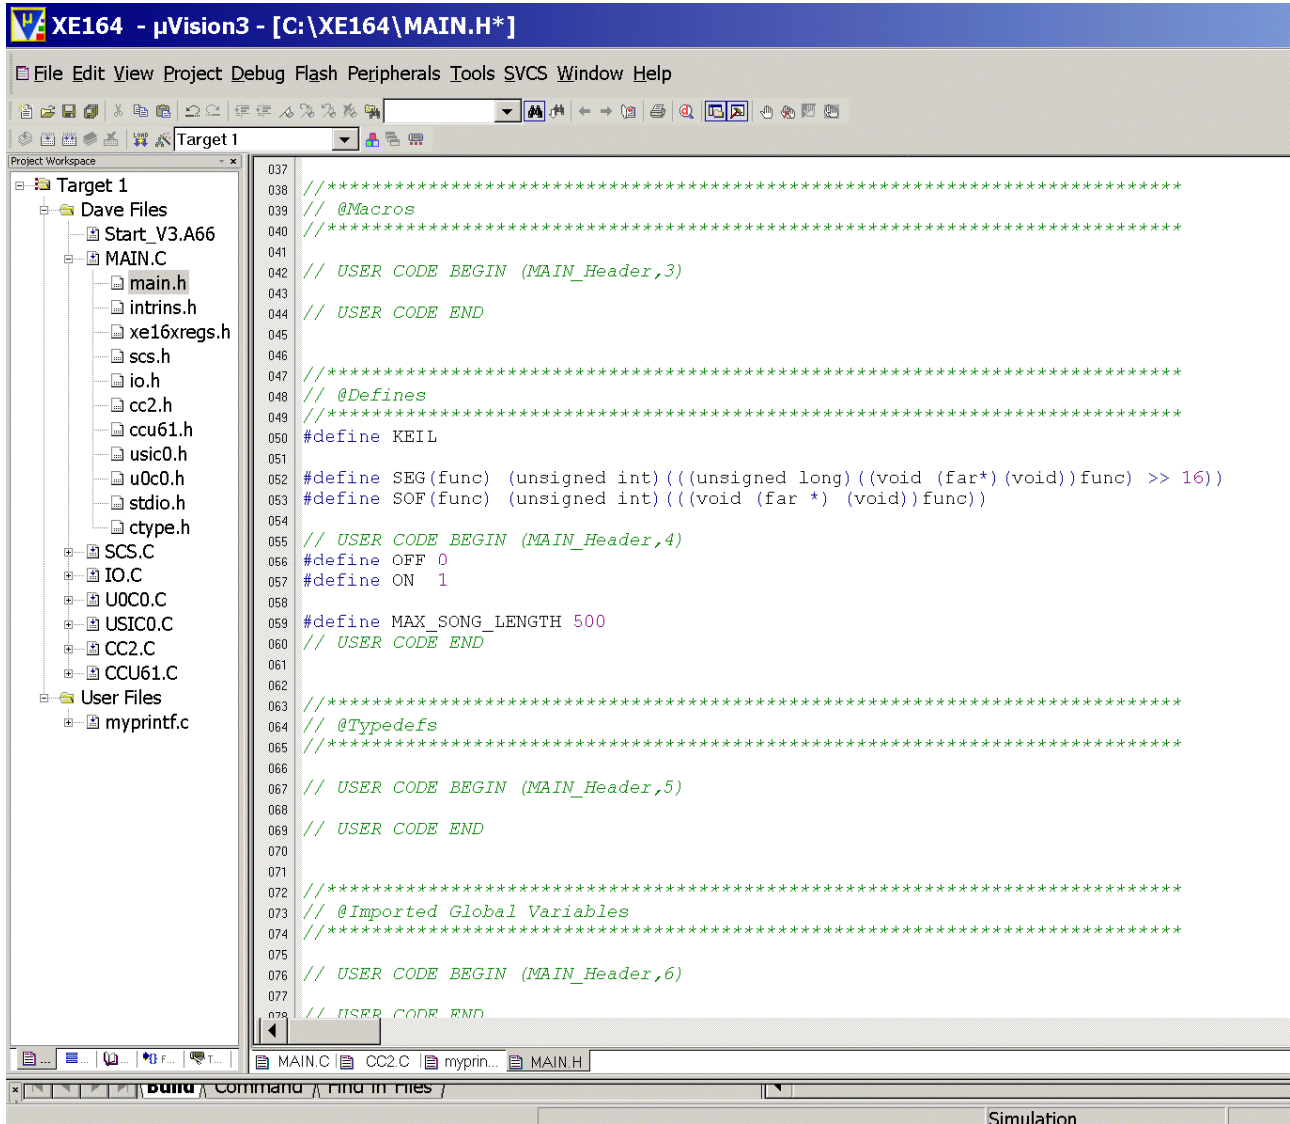 XE164 - µVision3 - [C:\XE164\MAIN.H*]
File Edit View Project Debug Flash Peripherals Tools SVCS Window Help
Target 1
Project Workspace
Target 1
Dave Files
Start_V3.A66
MAIN.C
main.h
intrins.h
xe16xregs.h
scs.h
io.h
cc2.h
ccu61.h
usic0.h
u0c0.h
stdio.h
ctype.h
SCS.C
IO.C
U0C0.C
USIC0.C
CC2.C
CCU61.C
User Files
myprintf.c
037
038 //****************************************************************************
039 // @Macros
040 //****************************************************************************
041
042 // USER CODE BEGIN (MAIN_Header,3)
043
044 // USER CODE END
045
046
047 //****************************************************************************
048 // @Defines
049 //****************************************************************************
050 #define KEIL
051
052 #define SEG(func) (unsigned int)(((unsigned long)((void (far*)(void))func) >> 16))
053 #define SOF(func) (unsigned int)(((void (far *) (void))func))
054
055 // USER CODE BEGIN (MAIN_Header,4)
056 #define OFF 0
057 #define ON  1
058
059 #define MAX_SONG_LENGTH 500
060 // USER CODE END
061
062
063 //****************************************************************************
064 // @Typedefs
065 //****************************************************************************
066
067 // USER CODE BEGIN (MAIN_Header,5)
068
069 // USER CODE END
070
071
072 //****************************************************************************
073 // @Imported Global Variables
074 //****************************************************************************
075
076 // USER CODE BEGIN (MAIN_Header,6)
077
078 // USER CODE END
... ... ... F... T...
MAIN.C CC2.C myprin... MAIN.H
Build Command Find in Files
Simulation